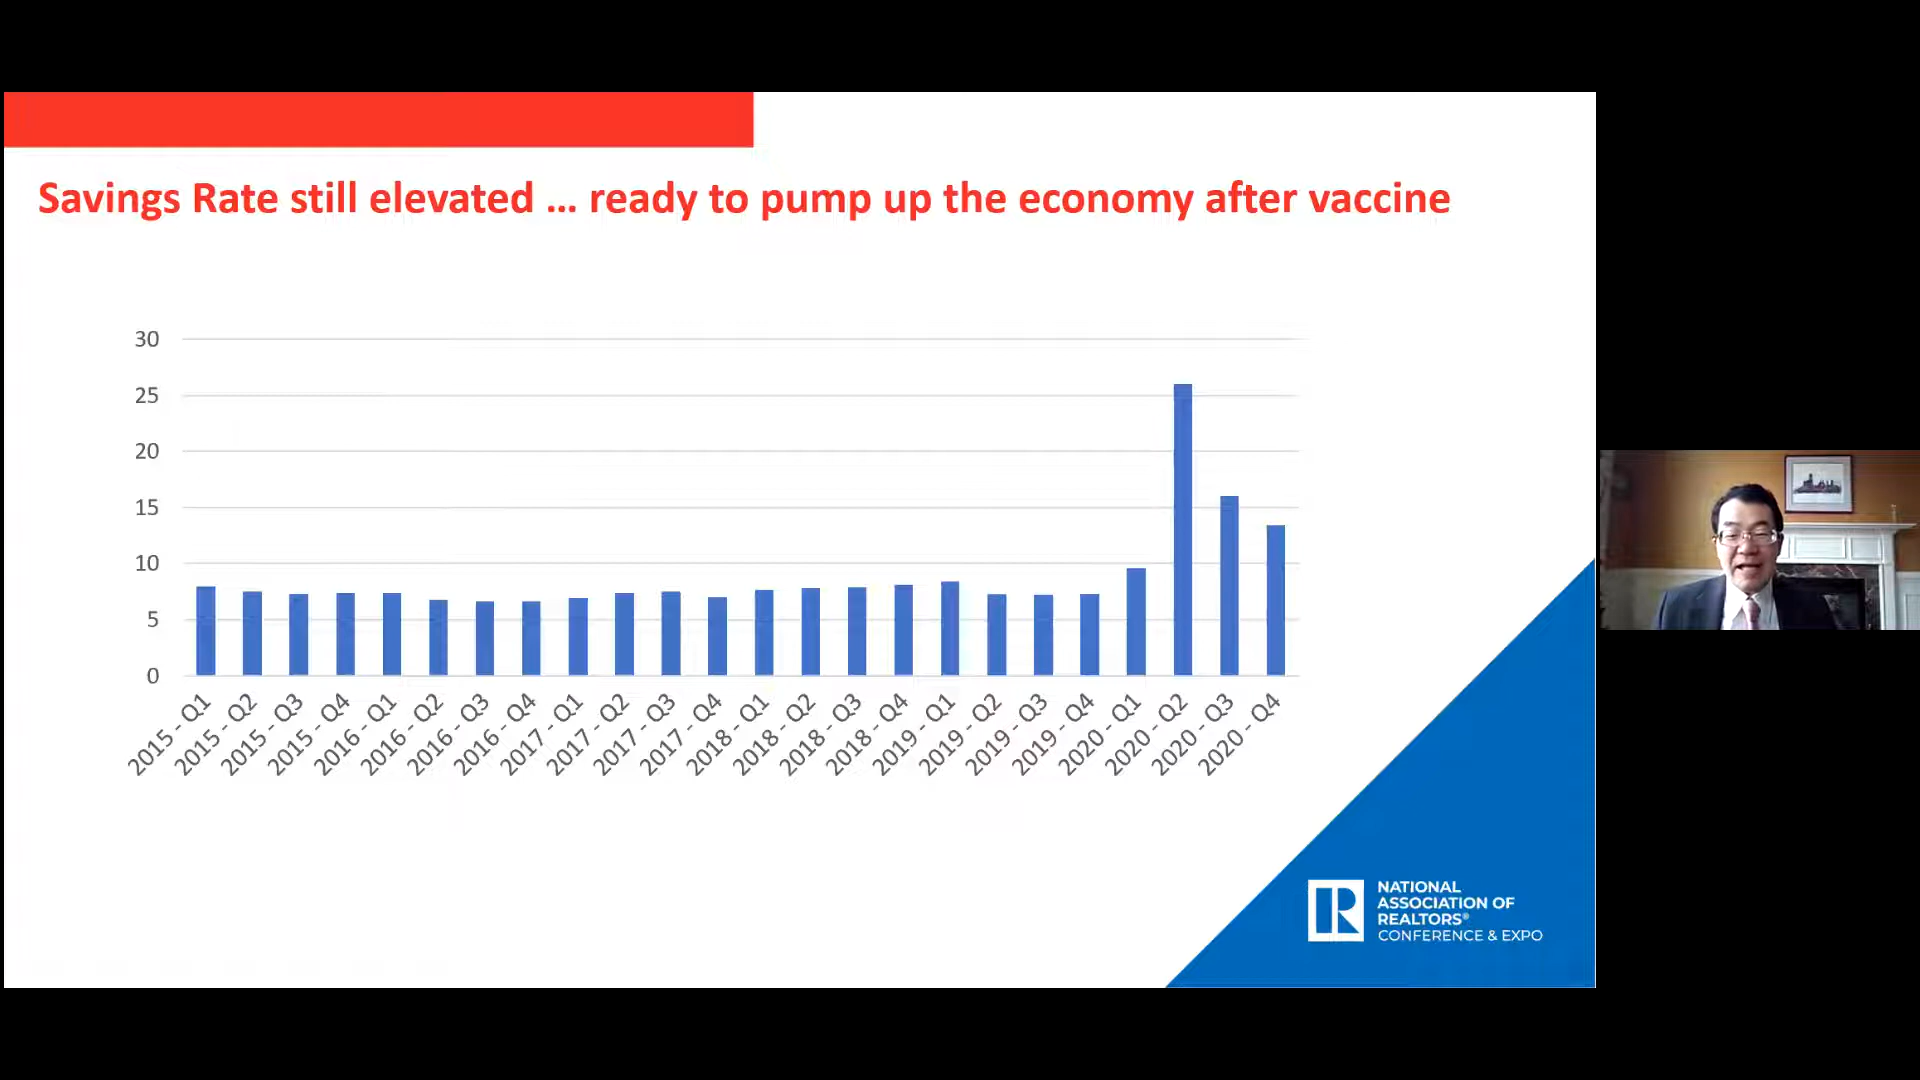 Savings Rate still elevated ... ready to pump up the economy after vaccine
30
25
20
15
10
5
0
2015 - Q1
2015 - Q2
2015 - Q3
2015 - Q4
2016 - Q1
2016 - Q2
2016 - Q3
2016 - Q4
2017 - Q1
2017 - Q2
2017 - Q3
2017 - Q4
2018 - Q1
2018 - Q2
2018 - Q3
2018 - Q4
2019 - Q1
2019 - Q2
2019 - Q3
2019 - Q4
2020 - Q1
2020 - Q2
2020 - Q3
2020 - Q4
R
NATIONAL
ASSOCIATION OF
REALTORS®
CONFERENCE & EXPO